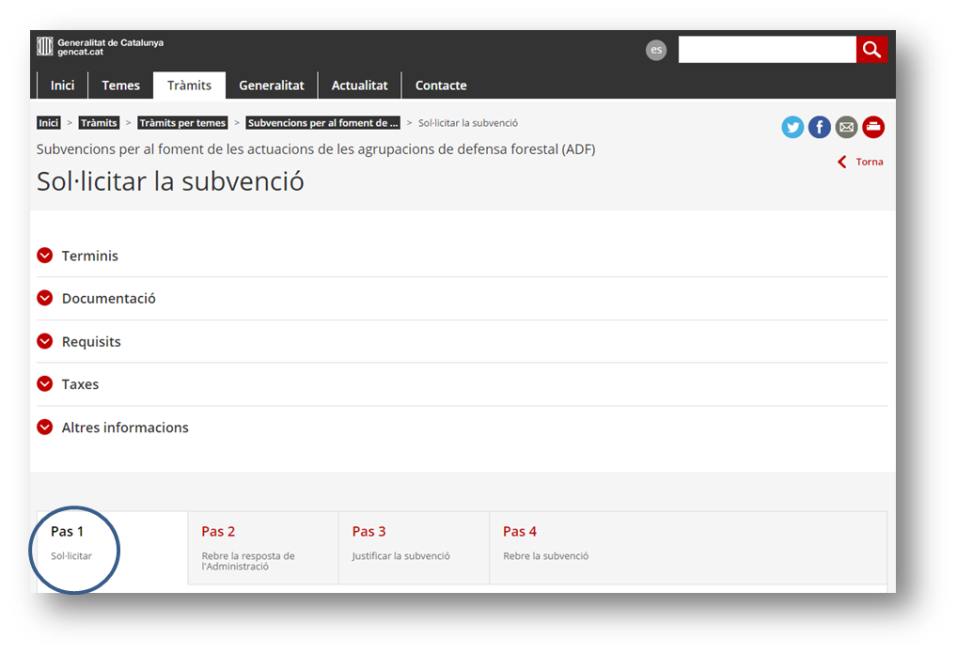 Generalitat de Catalunya
gencat.cat
es
Inici Temes Tràmits Generalitat Actualitat Contacte
Inici > Tràmits > Tràmits per temes > Subvencions per al foment de ... > Sol·licitar la subvenció
Subvencions per al foment de les actuacions de les agrupacions de defensa forestal (ADF)
Torna
Sol·licitar la subvenció
Terminis
Documentació
Requisits
Taxes
Altres informacions
Pas 1
Sol·licitar
Pas 2
Rebre la resposta de
l'Administració
Pas 3
Justificar la subvenció
Pas 4
Rebre la subvenció